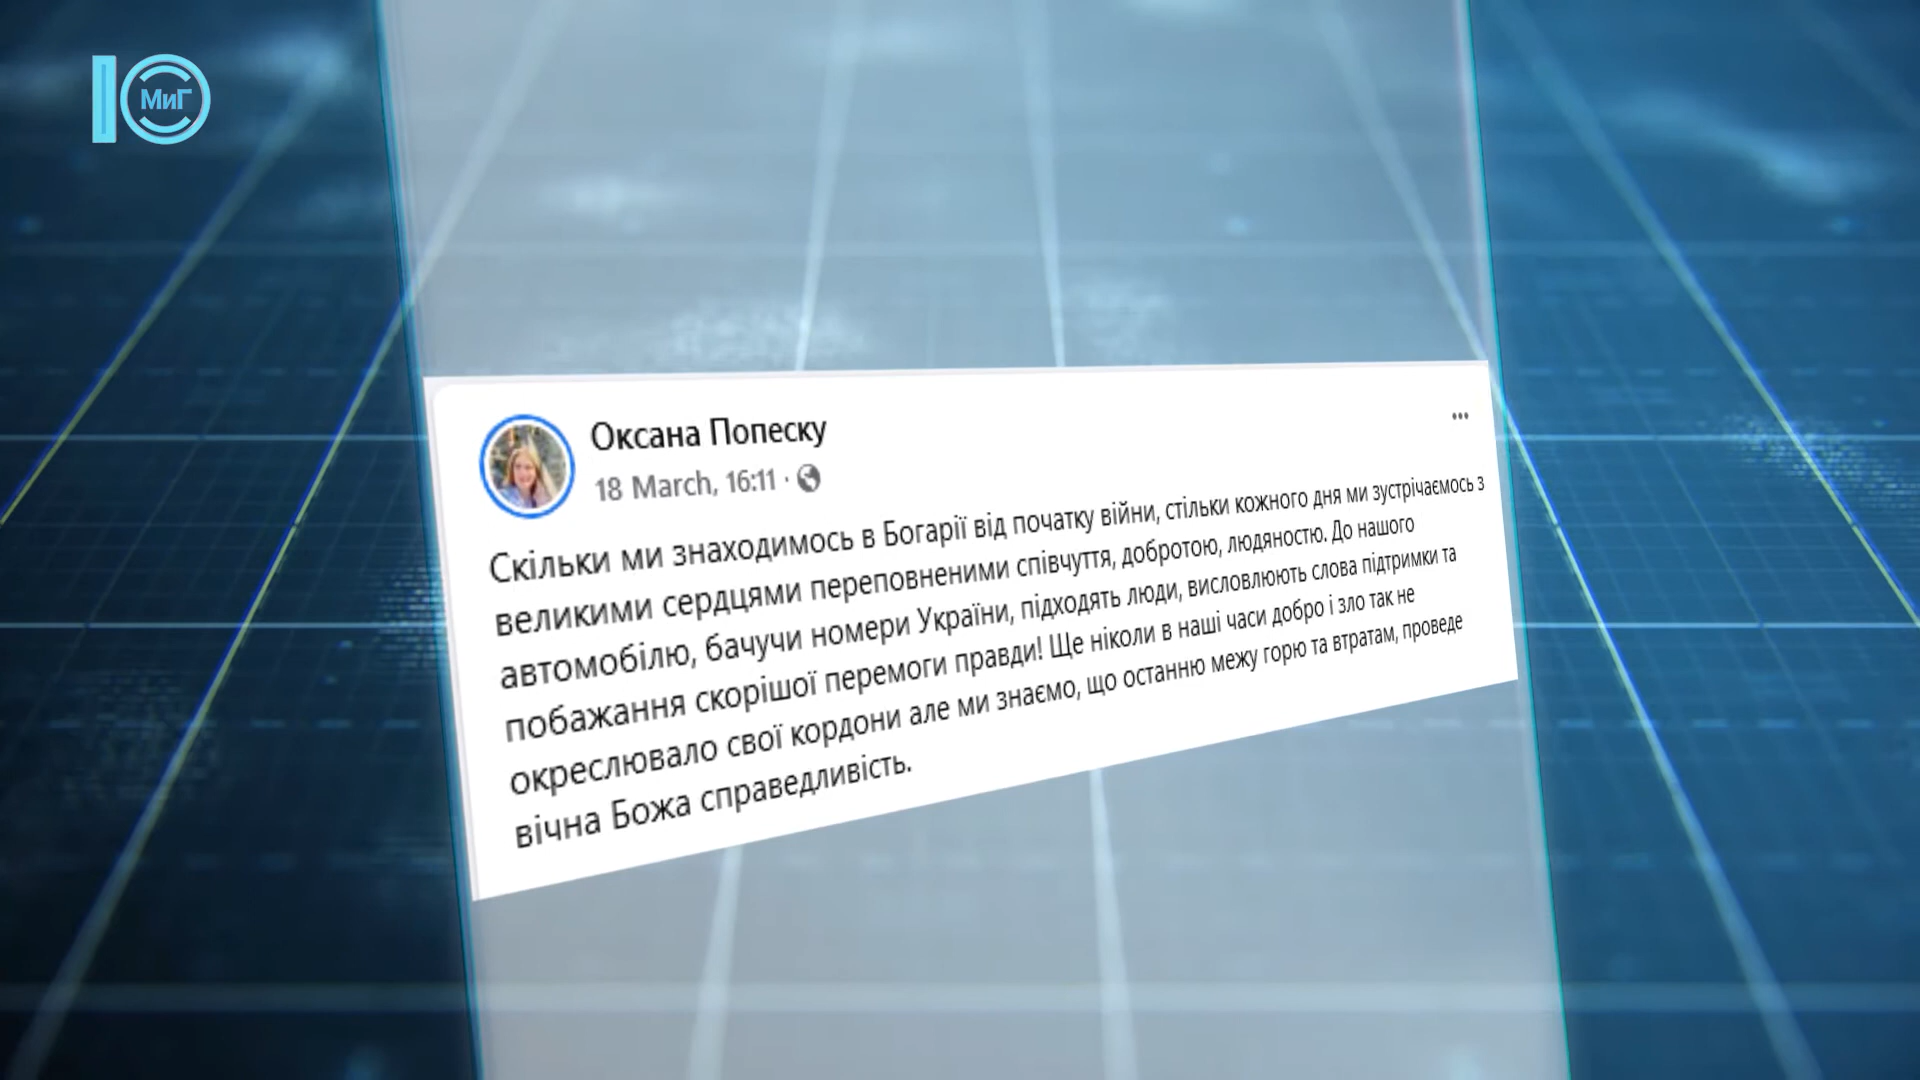 МиГ
Оксана Попеску
18 March, 16:11 ·
Скільки ми знаходимось в Богарії від початку війни, стільки кожного дня ми зустрічаємось з
великими сердцями переповненими співчуття, добротою, людяностю. До нашого
автомобілю, бачучи номери України, підходять люди, висловлюють слова підтримки та
побажання скорішої перемоги правди! Ще ніколи в наші часи добро і зло так не
окреслювало свої кордони але ми знаємо, що останню межу горю та втратам, проведе
вічна Божа справедливість.